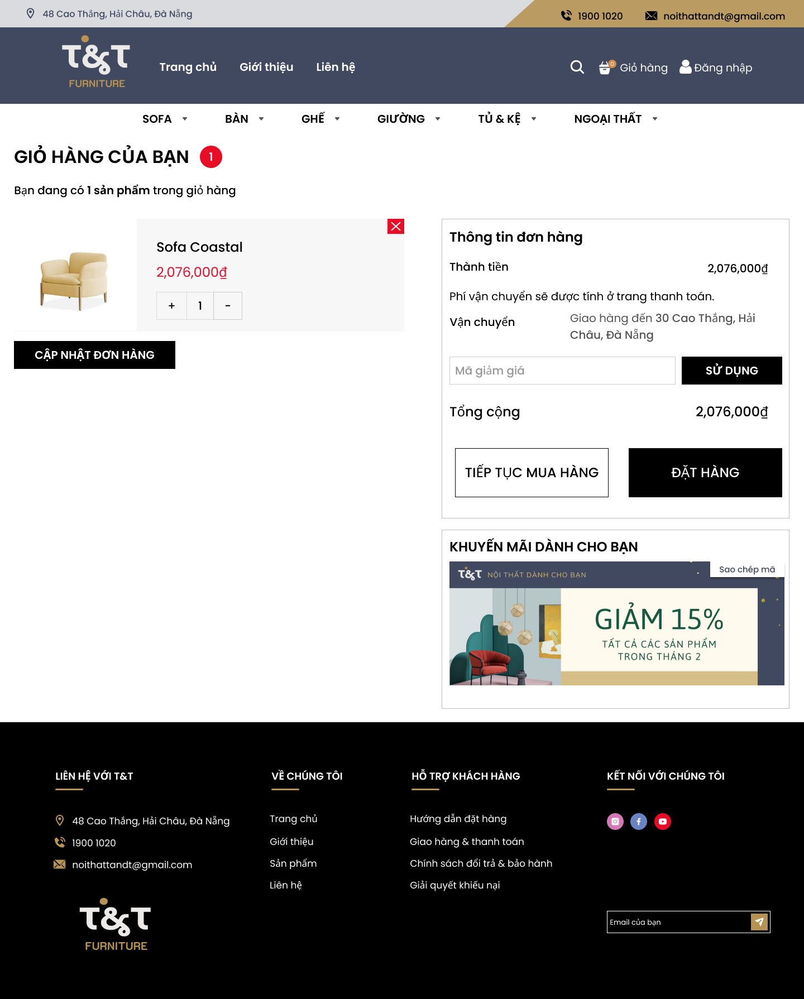 48 Cao Thắng, Hải Châu, Đà Nẵng
1900 1020
noithattandt@gmail.com
T&T
FURNITURE
Trang chủ
Giới thiệu
Liên hệ
0
Giỏ hàng
Đăng nhập
SOFA
BÀN
GHẾ
GIƯỜNG
TỦ & KỆ
NGOẠI THẤT
GIỎ HÀNG CỦA BẠN
1
Bạn đang có 1 sản phẩm trong giỏ hàng
Sofa Coastal
2,076,000₫
+
1
-
CẬP NHẬT ĐƠN HÀNG
Thông tin đơn hàng
Thành tiền
2,076,000₫
Phí vận chuyển sẽ được tính ở trang thanh toán.
Vận chuyển
Giao hàng đến 30 Cao Thắng, Hải
Châu, Đà Nẵng
Mã giảm giá
SỬ DỤNG
Tổng cộng
2,076,000₫
TIẾP TỤC MUA HÀNG
ĐẶT HÀNG
KHUYẾN MÃI DÀNH CHO BẠN
T&T
NỘI THẤT DÀNH CHO BẠN
Sao chép mã
GIẢM 15%
TẤT CẢ CÁC SẢN PHẨM
TRONG THÁNG 2
LIÊN HỆ VỚI T&T
48 Cao Thắng, Hải Châu, Đà Nẵng
1900 1020
noithattandt@gmail.com
T&T
FURNITURE
VỀ CHÚNG TÔI
Trang chủ
Giới thiệu
Sản phẩm
Liên hệ
HỖ TRỢ KHÁCH HÀNG
Hướng dẫn đặt hàng
Giao hàng & thanh toán
Chính sách đổi trả & bảo hành
Giải quyết khiếu nại
KẾT NỐI VỚI CHÚNG TÔI
Email của bạn